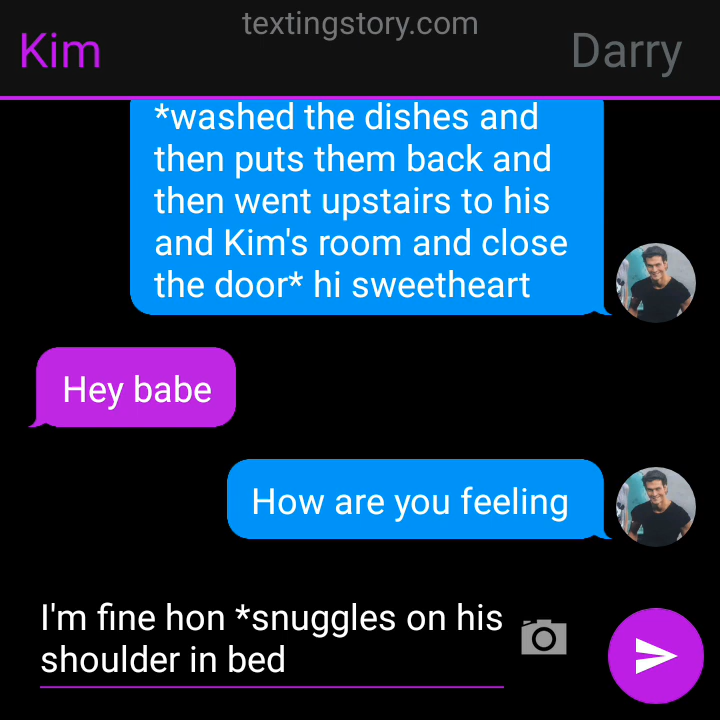 textingstory.com
Kim
Darry
*washed the dishes and
then puts them back and
then went upstairs to his
and Kim's room and close
the door* hi sweetheart
Hey babe
How are you feeling
I'm fine hon *snuggles on his
shoulder in bed